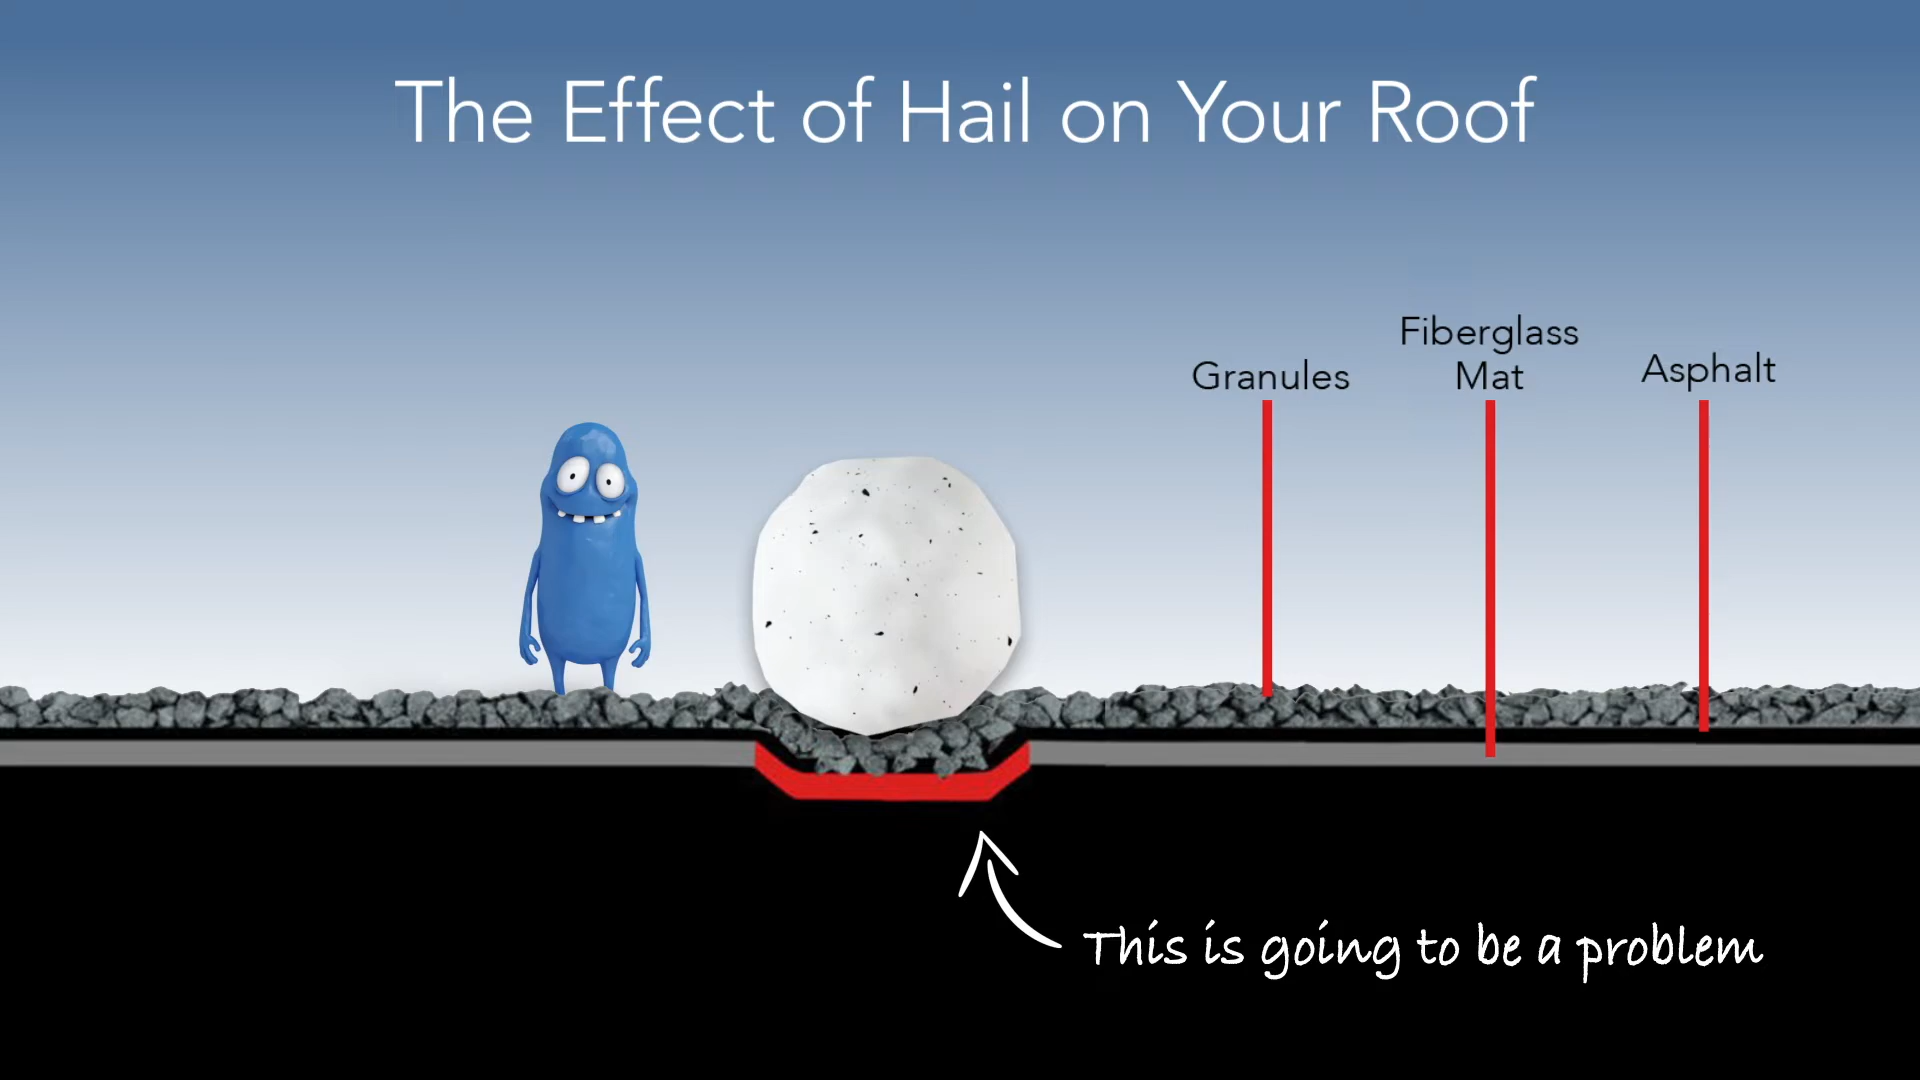 The Effect of Hail on Your Roof
Granules
Fiberglass
Mat
Asphalt
This is going to be a problem